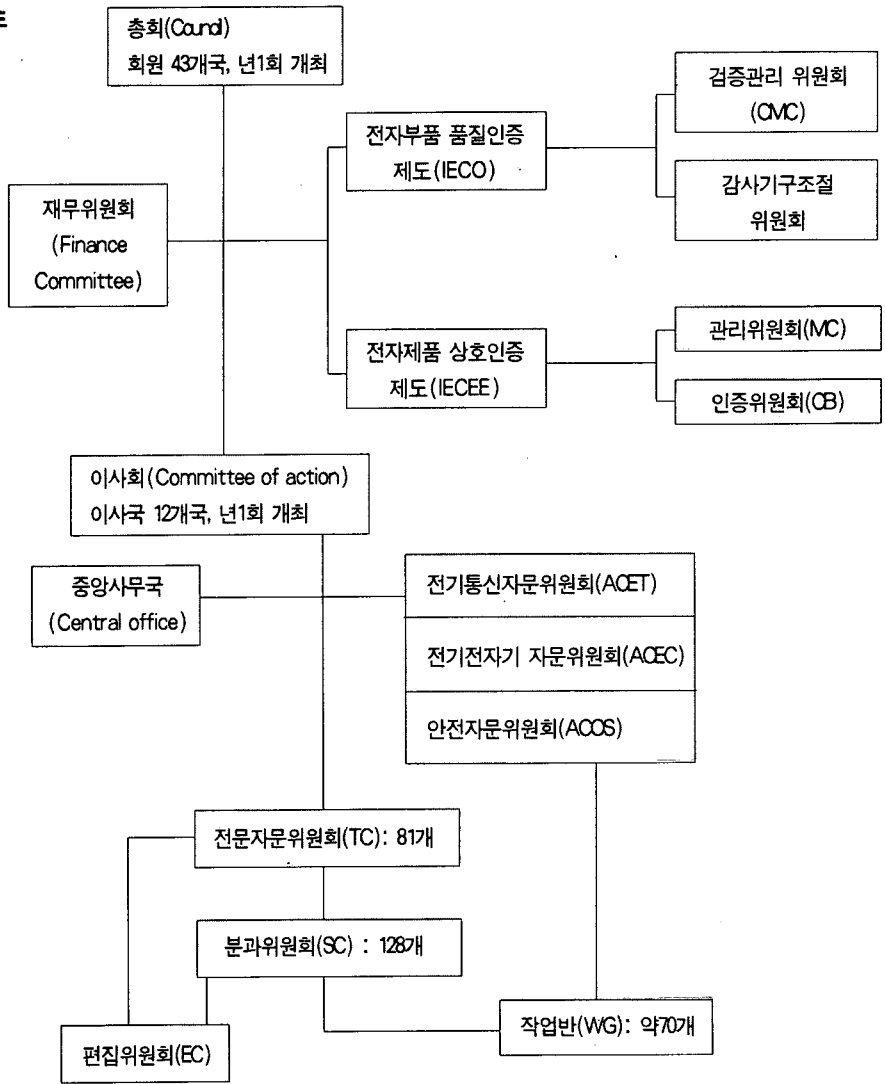 총회(Council)
회원 43개국, 년1회 개최
검증관리 위원회
(CMC)
전자부품 품질인증
제도(IECQ)
감사기구조절
위원회
재무위원회
(Finance
Committee)
관리위원회(MC)
전자제품 상호인증
제도(IECEE)
인증위원회(CB)
이사회(Committee of action)
이사국 12개국, 년1회 개최
중앙사무국
(Central office)
전기통신자문위원회(ACET)
전기전자기 자문위원회(ACEC)
안전자문위원회(ACOS)
전문자문위원회(TC): 81개
분과위원회(SC) : 128개
작업반(WG): 약70개
편집위원회(EC)